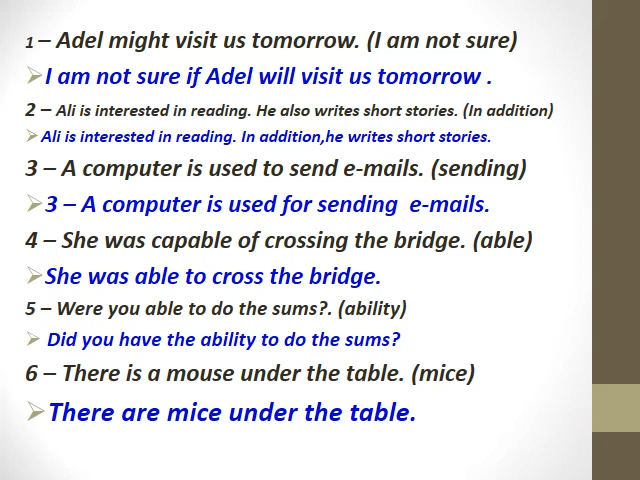 1 – Adel might visit us tomorrow. (I am not sure)
I am not sure if Adel will visit us tomorrow .
2 – Ali is interested in reading. He also writes short stories. (In addition)
Ali is interested in reading. In addition,he writes short stories.
3 – A computer is used to send e-mails. (sending)
3 – A computer is used for sending  e-mails.
4 – She was capable of crossing the bridge. (able)
She was able to cross the bridge.
5 – Were you able to do the sums?. (ability)
Did you have the ability to do the sums?
6 – There is a mouse under the table. (mice)
There are mice under the table.